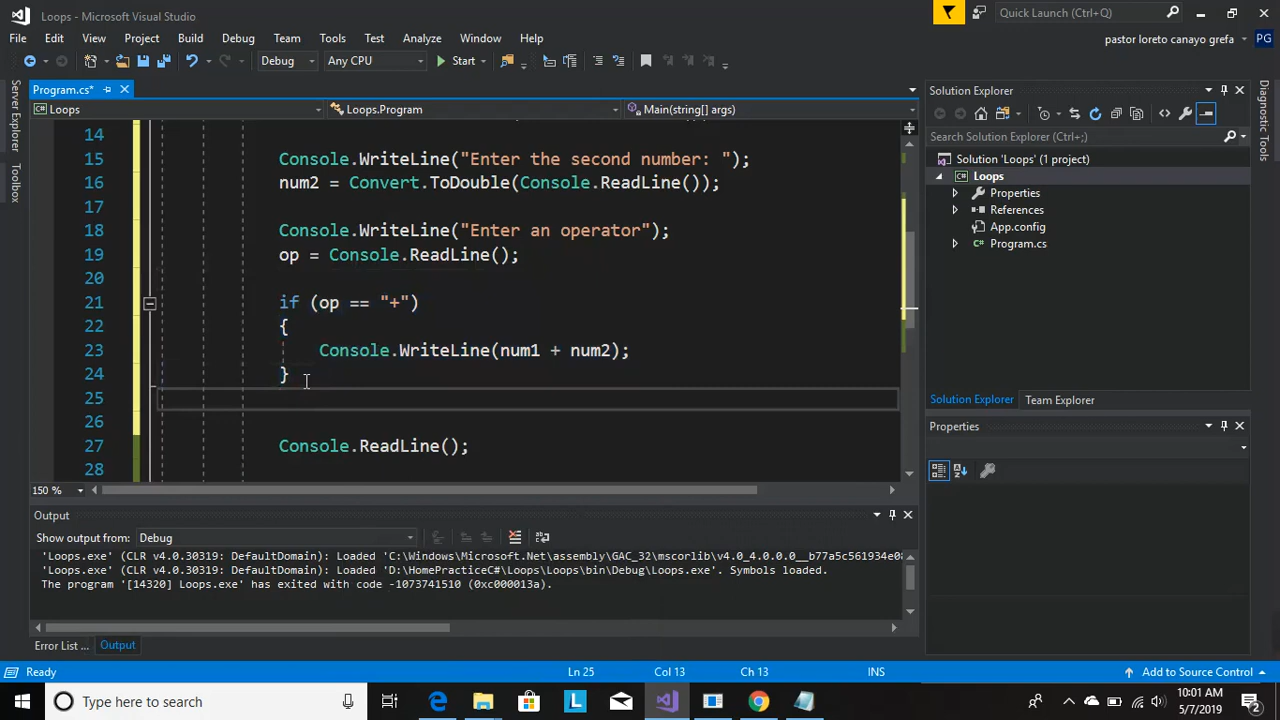 Loops - Microsoft Visual Studio
Quick Launch (Ctrl+Q)
File Edit View Project Build Debug Team Tools Test Analyze Window Help
pastor loreto canayo grefa PG
Debug Any CPU Start
Server Explorer
Toolbox
Program.cs*
Loops Loops.Program Main(string[] args)
14
15 Console.WriteLine("Enter the second number: ");
16 num2 = Convert.ToDouble(Console.ReadLine());
17
18 Console.WriteLine("Enter an operator");
19 op = Console.ReadLine();
20
21 if (op == "+")
22 {
23 Console.WriteLine(num1 + num2);
24 }
25
26
27 Console.ReadLine();
28
150 %
Solution Explorer
Search Solution Explorer (Ctrl+;)
Solution 'Loops' (1 project)
Loops
Properties
References
App.config
Program.cs
Solution Explorer Team Explorer
Properties
Diagnostic Tools
Output
Show output from: Debug
'Loops.exe' (CLR v4.0.30319: DefaultDomain): Loaded 'C:\Windows\Microsoft.Net\assembly\GAC_32\mscorlib\v4.0_4.0.0.0__b77a5c561934e08
'Loops.exe' (CLR v4.0.30319: DefaultDomain): Loaded 'D:\HomePracticeC#\Loops\Loops\bin\Debug\Loops.exe'. Symbols loaded.
The program '[14320] Loops.exe' has exited with code -1073741510 (0xc000013a).
Error List ... Output
Ready Ln 25 Col 13 Ch 13 INS Add to Source Control
Type here to search
10:01 AM
5/7/2019
2